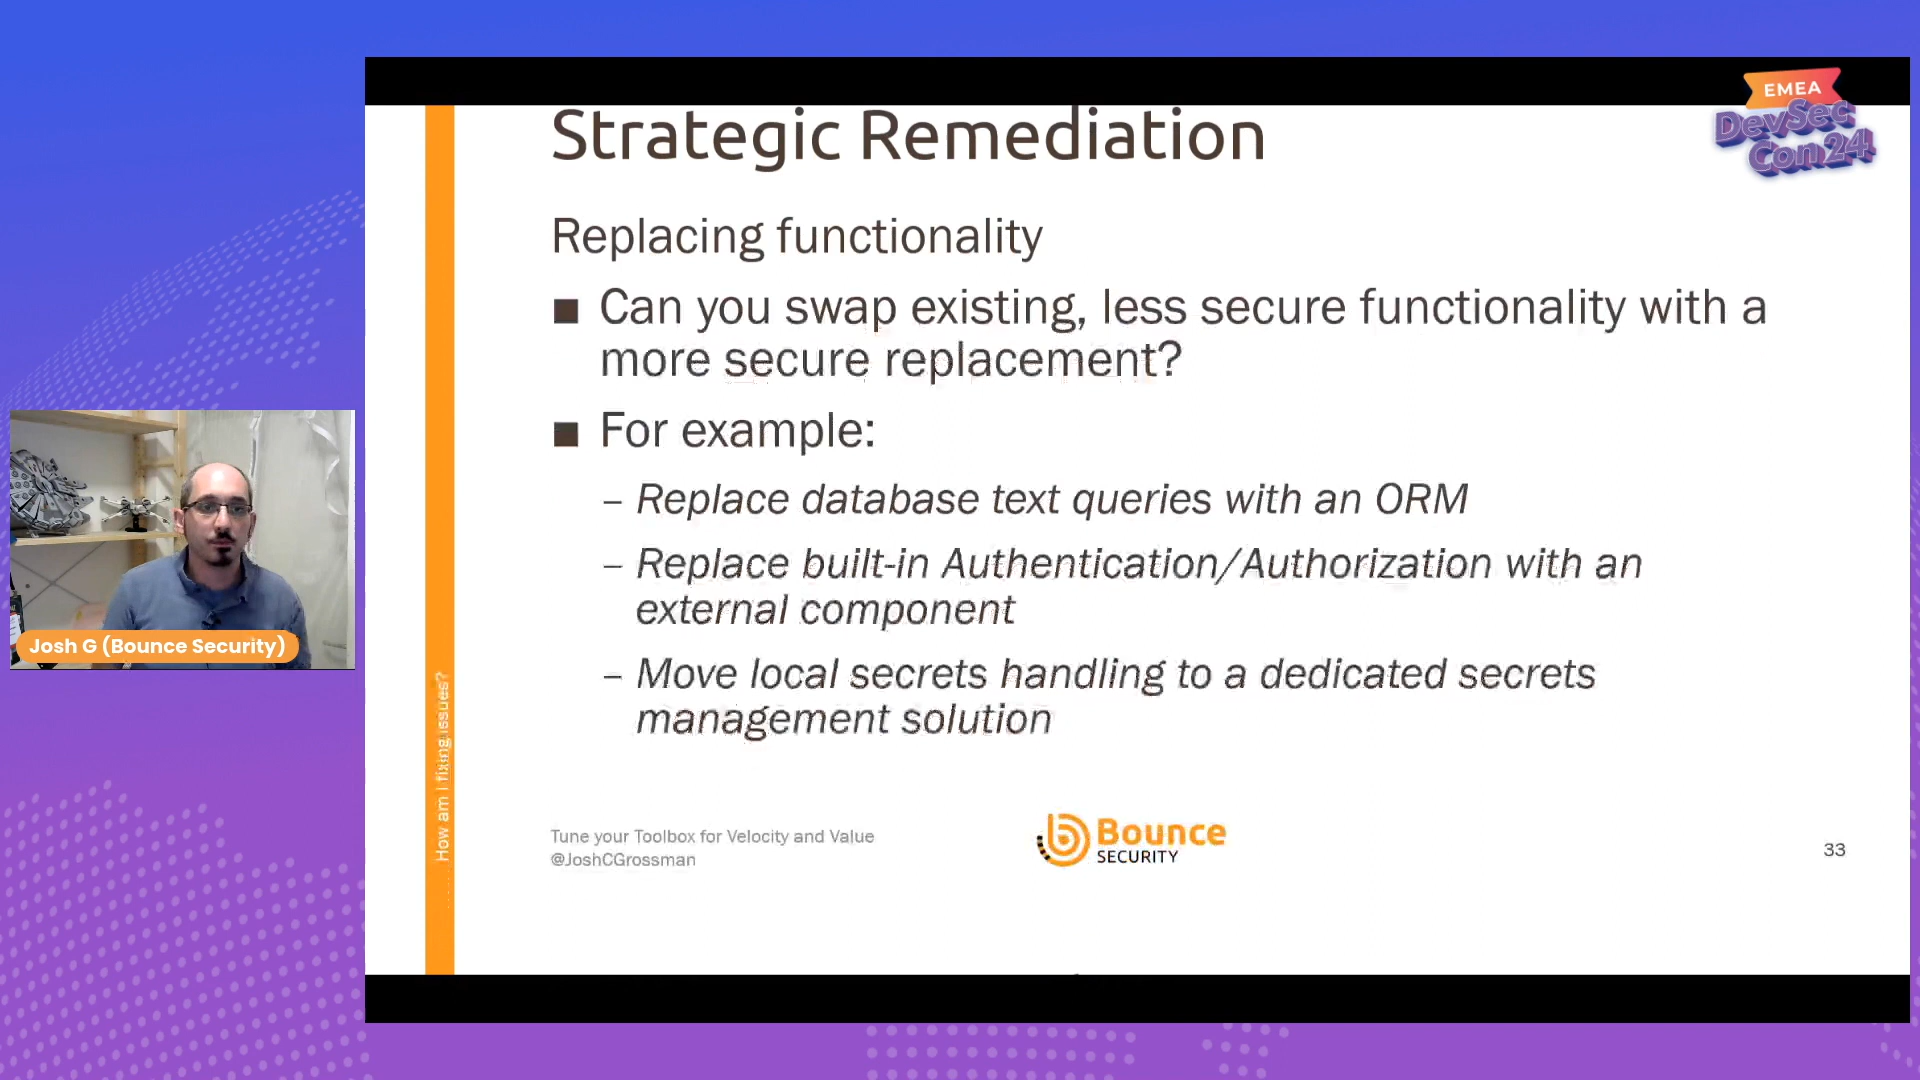 EMEA
DevSec
Con24
Strategic Remediation
Replacing functionality
■ Can you swap existing, less secure functionality with a
more secure replacement?
■ For example:
– Replace database text queries with an ORM
– Replace built-in Authentication/Authorization with an
external component
– Move local secrets handling to a dedicated secrets
management solution
Josh G (Bounce Security)
How am I fixing issues?
Tune your Toolbox for Velocity and Value
@JoshCGrossman
Bounce
SECURITY
33